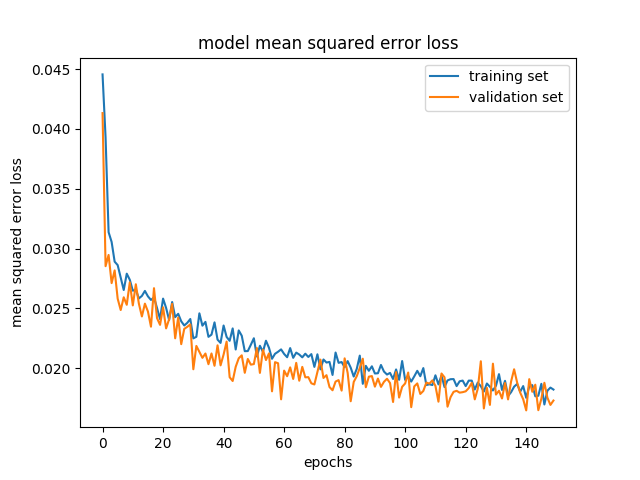 model mean squared error loss
training set
validation set
0.045
0.040
0.035
0.030
0.025
0.020
mean squared error loss
0 20 40 60 80 100 120 140
epochs